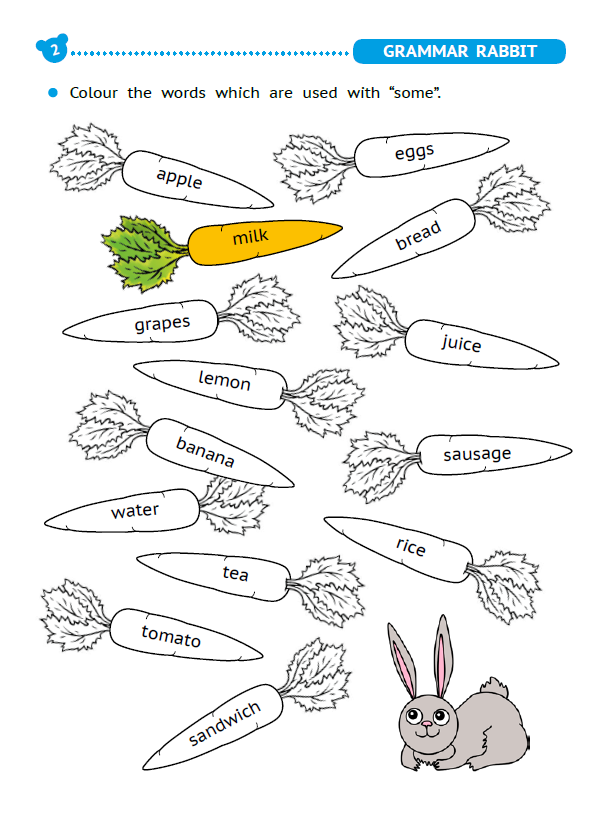 2
GRAMMAR RABBIT
Colour the words which are used with “some”.
apple
eggs
milk
bread
grapes
juice
lemon
banana
sausage
water
rice
tea
tomato
sandwich